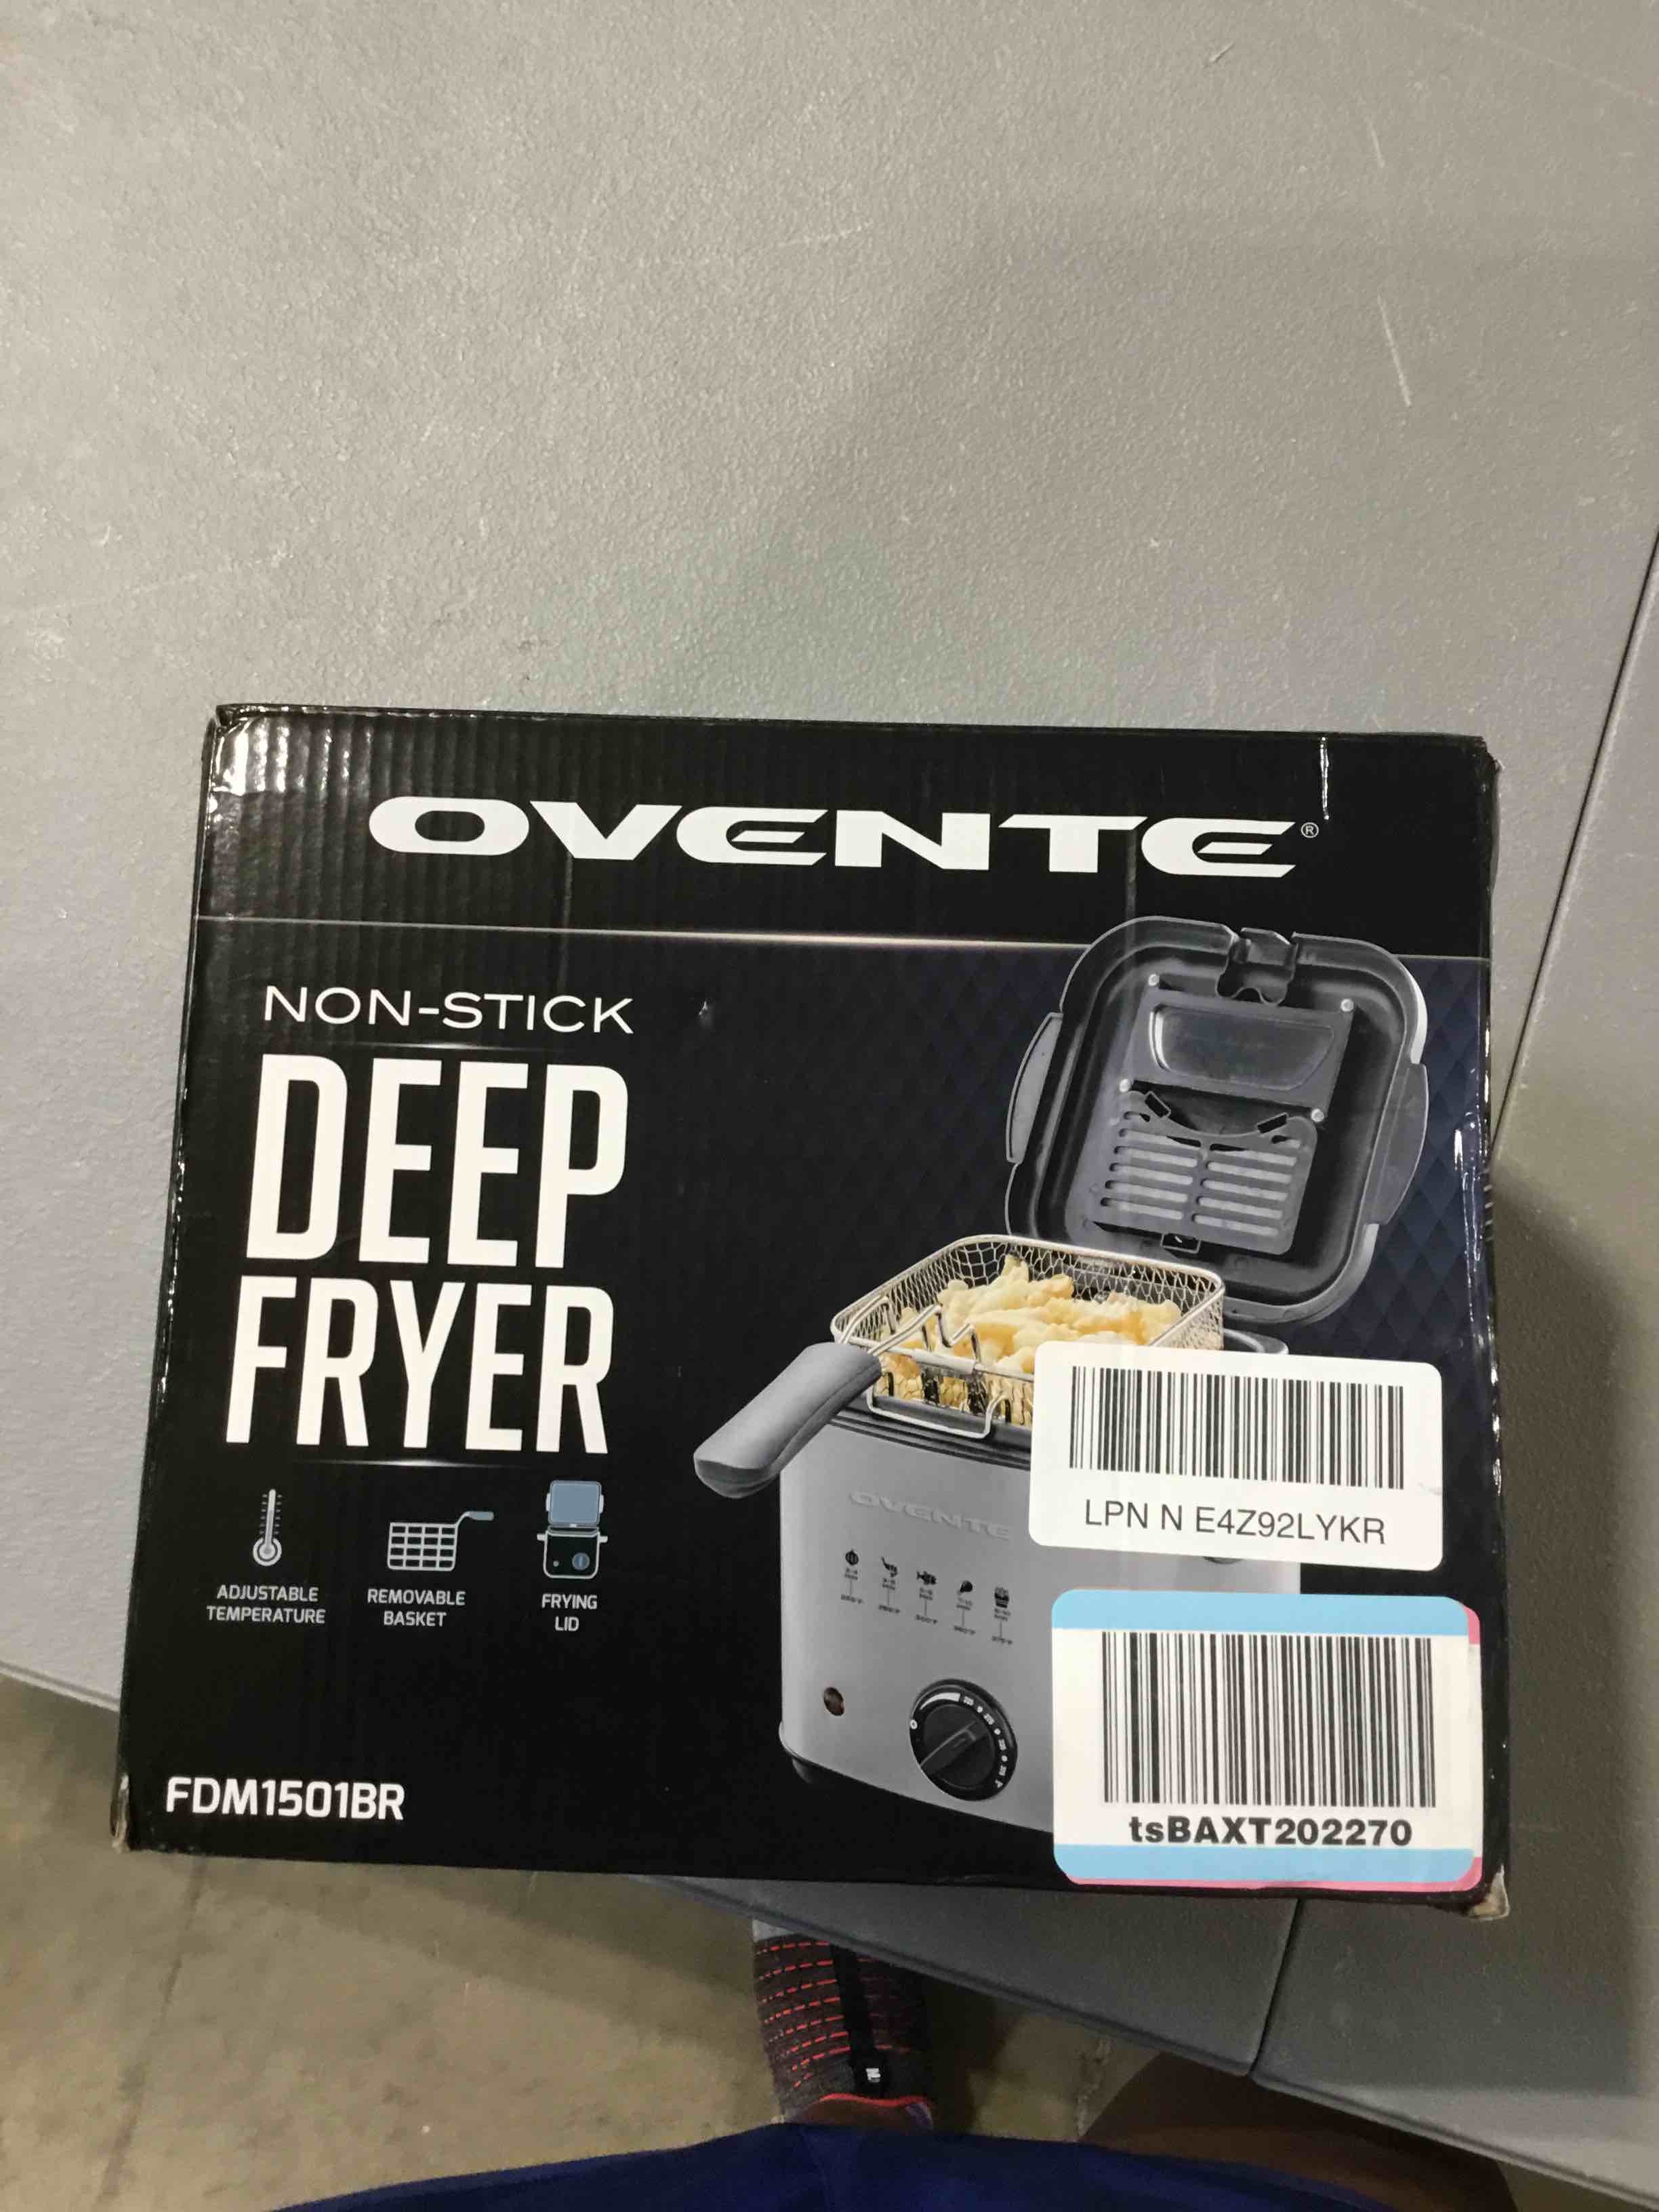 OVENTE®
NON-STICK
DEEP
FRYER
ADJUSTABLE
TEMPERATURE
REMOVABLE
BASKET
FRYING
LID
FDM1501BR
OVENTE
LPN N E4Z92LYKR
tsBAXT202270